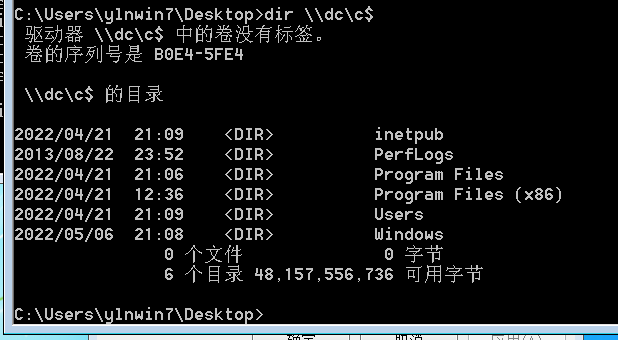 C:\Users\ylnwin7\Desktop>dir \\dc\c$
驱动器 \\dc\c$ 中的卷没有标签。
卷的序列号是 B0E4-5FE4
\\dc\c$ 的目录
2022/04/21  21:09    <DIR>          inetpub
2013/08/22  23:52    <DIR>          PerfLogs
2022/04/21  21:06    <DIR>          Program Files
2022/04/21  12:36    <DIR>          Program Files (x86)
2022/04/21  21:09    <DIR>          Users
2022/05/06  21:08    <DIR>          Windows
0 个文件              0 字节
6 个目录 48,157,556,736 可用字节
C:\Users\ylnwin7\Desktop>